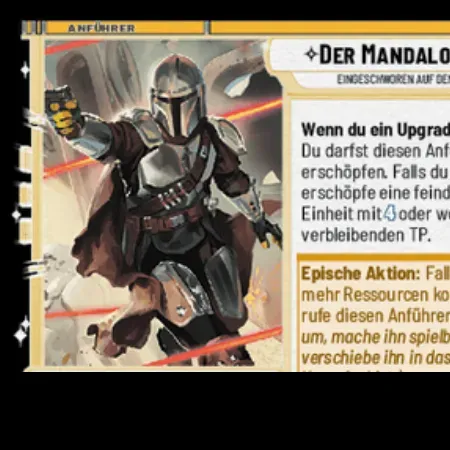 ANFÜHRER
DER MANDALO
EINGESCHWOREN AUF DEN
Wenn du ein Upgrad
Du darfst diesen Anf
erschöpfen. Falls du
erschöpfe eine feind
Einheit mit 4 oder we
verbleibenden TP.
Epische Aktion: Fall
mehr Ressourcen ko
rufe diesen Anführer
um, mache ihn spielb
verschiebe ihn in das